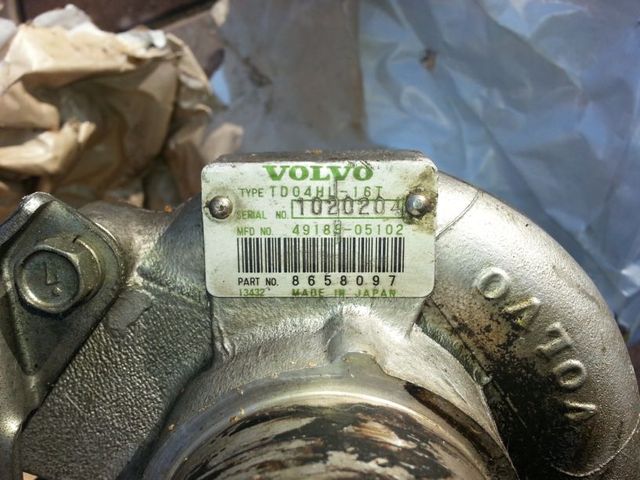 VOLVO
TYPE TD04HL-16T
SERIAL NO. 1020204
MFD NO. 49189-05102
PART NO. 8658097
13432 MADE IN JAPAN
VOLVO
4